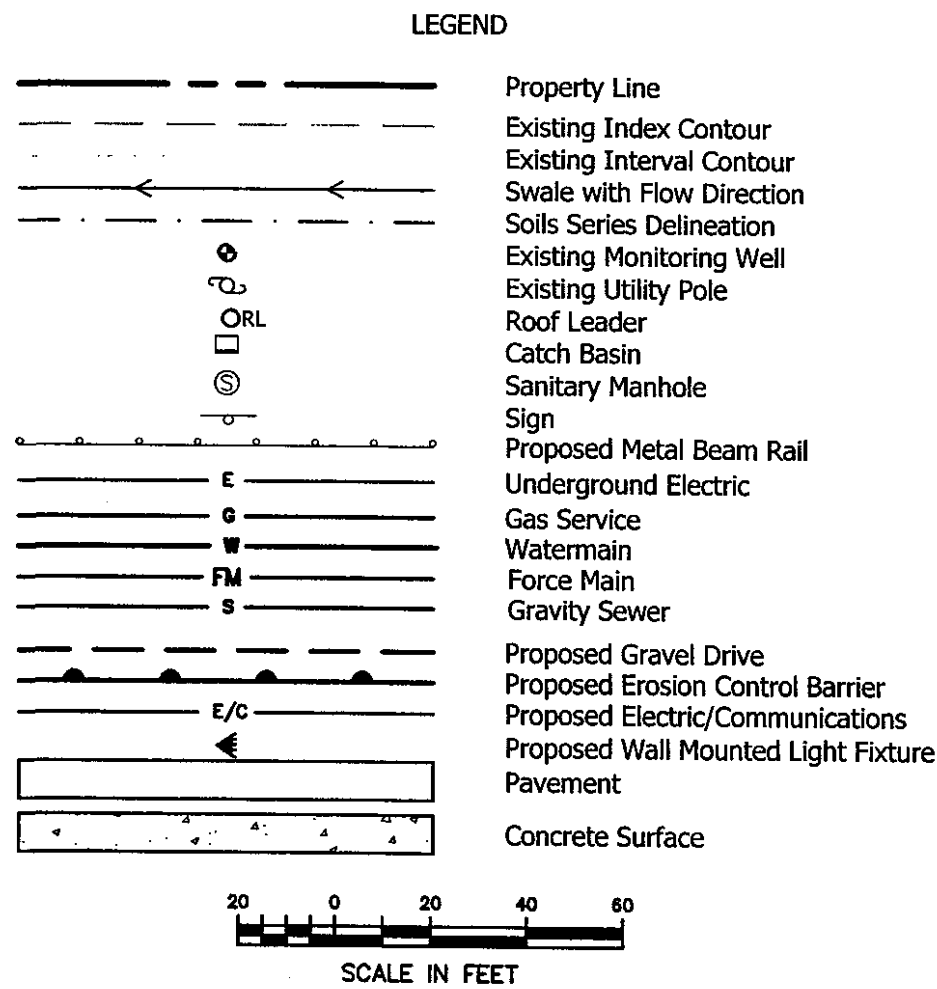 LEGEND
Property Line
Existing Index Contour
Existing Interval Contour
Swale with Flow Direction
Soils Series Delineation
Existing Monitoring Well
Existing Utility Pole
RL Roof Leader
Catch Basin
S Sanitary Manhole
Sign
Proposed Metal Beam Rail
E Underground Electric
G Gas Service
W Watermain
FM Force Main
S Gravity Sewer
Proposed Gravel Drive
Proposed Erosion Control Barrier
E/C Proposed Electric/Communications
Proposed Wall Mounted Light Fixture
Pavement
Concrete Surface
20 0 20 40 60
SCALE IN FEET